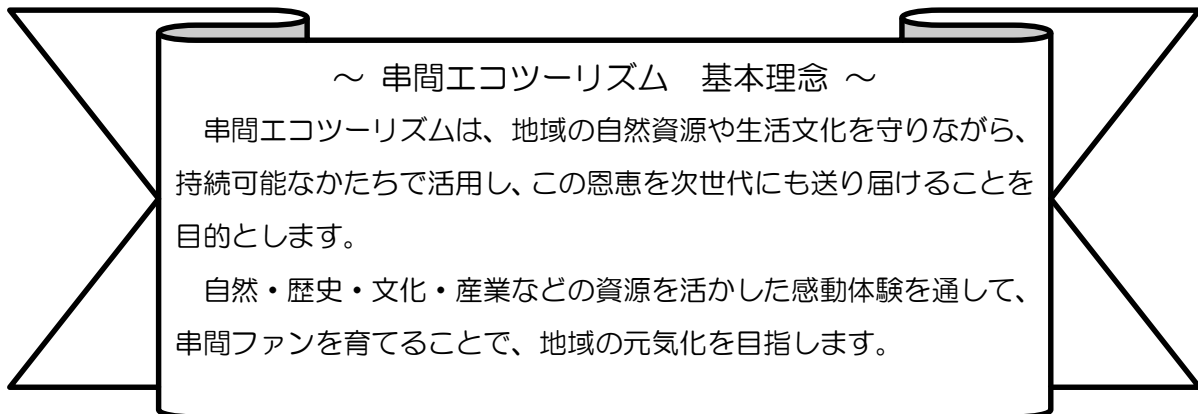 ～ 串間エコツーリズム　基本理念 ～
　串間エコツーリズムは、地域の自然資源や生活文化を守りながら、
持続可能なかたちで活用し、この恩恵を次世代にも送り届けることを
目的とします。
　自然・歴史・文化・産業などの資源を活かした感動体験を通して、
串間ファンを育てることで、地域の元気化を目指します。